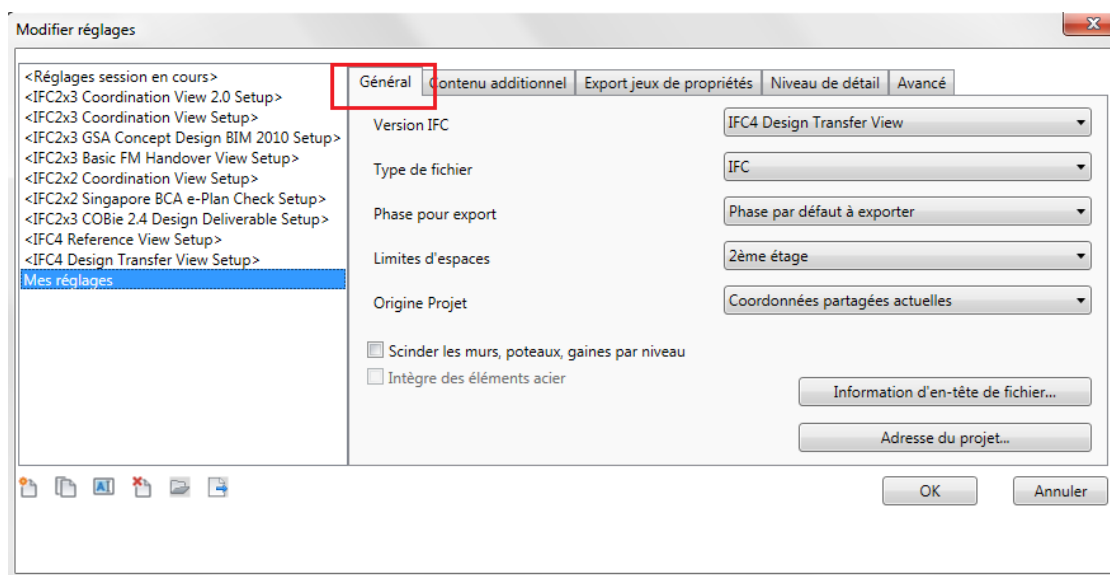 Modifier réglages
<Réglages session en cours>
<IFC2x3 Coordination View 2.0 Setup>
<IFC2x3 Coordination View Setup>
<IFC2x3 GSA Concept Design BIM 2010 Setup>
<IFC2x3 Basic FM Handover View Setup>
<IFC2x2 Coordination View Setup>
<IFC2x2 Singapore BCA e-Plan Check Setup>
<IFC2x3 COBie 2.4 Design Deliverable Setup>
<IFC4 Reference View Setup>
<IFC4 Design Transfer View Setup>
Mes réglages
Général Contenu additionnel Export jeux de propriétés Niveau de détail Avancé
Version IFC IFC4 Design Transfer View
Type de fichier IFC
Phase pour export Phase par défaut à exporter
Limites d'espaces 2ème étage
Origine Projet Coordonnées partagées actuelles
Scinder les murs, poteaux, gaines par niveau
Intègre des éléments acier
Information d'en-tête de fichier...
Adresse du projet...
AI
OK Annuler